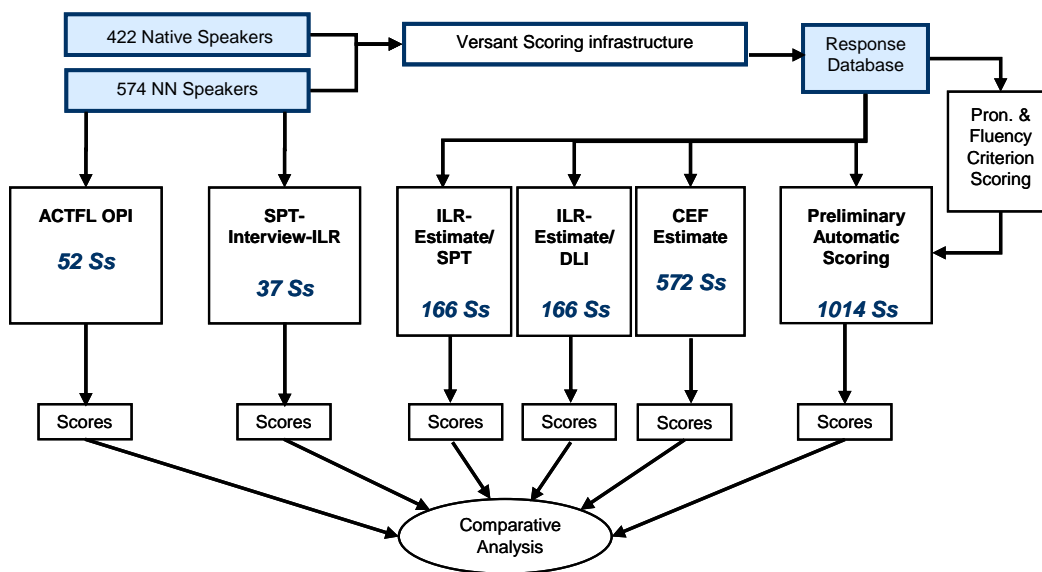 422 Native Speakers
574 NN Speakers
Versant Scoring infrastructure
Response
Database
Pron. &
Fluency
Criterion
Scoring
ACTFL OPI
52 Ss
SPT-
Interview-ILR
37 Ss
ILR-
Estimate/
SPT
166 Ss
ILR-
Estimate/
DLI
166 Ss
CEF
Estimate
572 Ss
Preliminary
Automatic
Scoring
1014 Ss
Scores
Scores
Scores
Scores
Scores
Scores
Comparative
Analysis